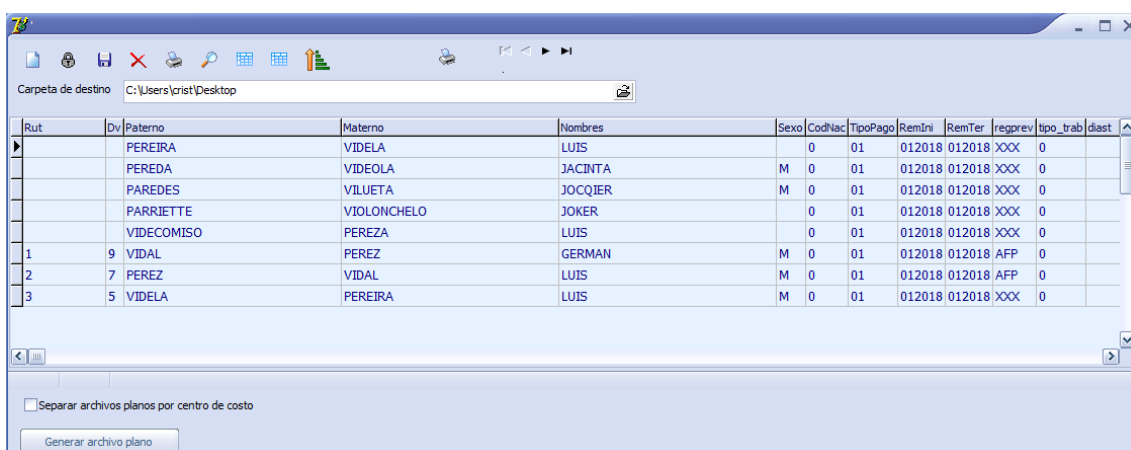 Carpeta de destino C:\Users\crist\Desktop
Rut Dv Paterno Materno Nombres Sexo CodNac TipoPago RemIni RemTer regprev tipo_trab diast
PEREIRA VIDELA LUIS 0 01 012018 012018 XXX 0
PEREDA VIDEOLA JACINTA M 0 01 012018 012018 XXX 0
PAREDES VILUETA JOCQIER M 0 01 012018 012018 XXX 0
PARRIETTE VIOLONCHELO JOKER 0 01 012018 012018 XXX 0
VIDECOMISO PEREZA LUIS 0 01 012018 012018 XXX 0
1 9 VIDAL PEREZ GERMAN M 0 01 012018 012018 AFP 0
2 7 PEREZ VIDAL LUIS M 0 01 012018 012018 AFP 0
3 5 VIDELA PEREIRA LUIS M 0 01 012018 012018 XXX 0
Separar archivos planos por centro de costo
Generar archivo plano